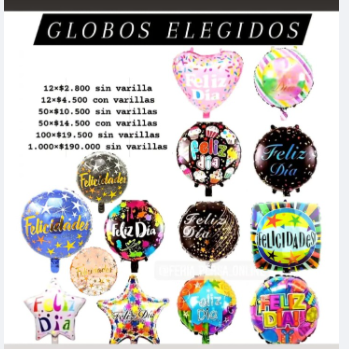 GLOBOS ELEGIDOS
12×$2.800 sin varilla
12×$4.500 con varillas
50×$10.500 sin varillas
50×$14.500 con varillas
100×$19.500 sin varillas
1.000×$190.000 sin varillas
Feliz
Día
Felicidades
Feliz
Día
Feliz
Día
Felicidades
Feliz Día
Feliz
Día
FELICIDADES
FELIZ
DÍA
Feliz
Día
FELIZ
DÍA!